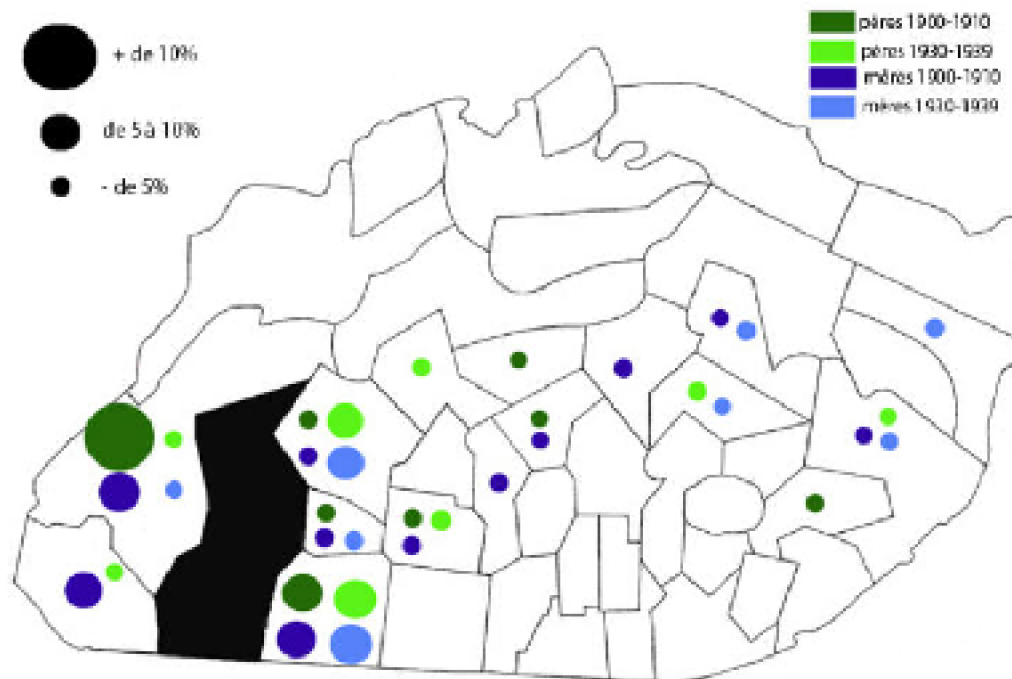 + de 10%
de 5 à 10%
- de 5%
pères 1900-1910
pères 1930-1939
mères 1900-1910
mères 1930-1939